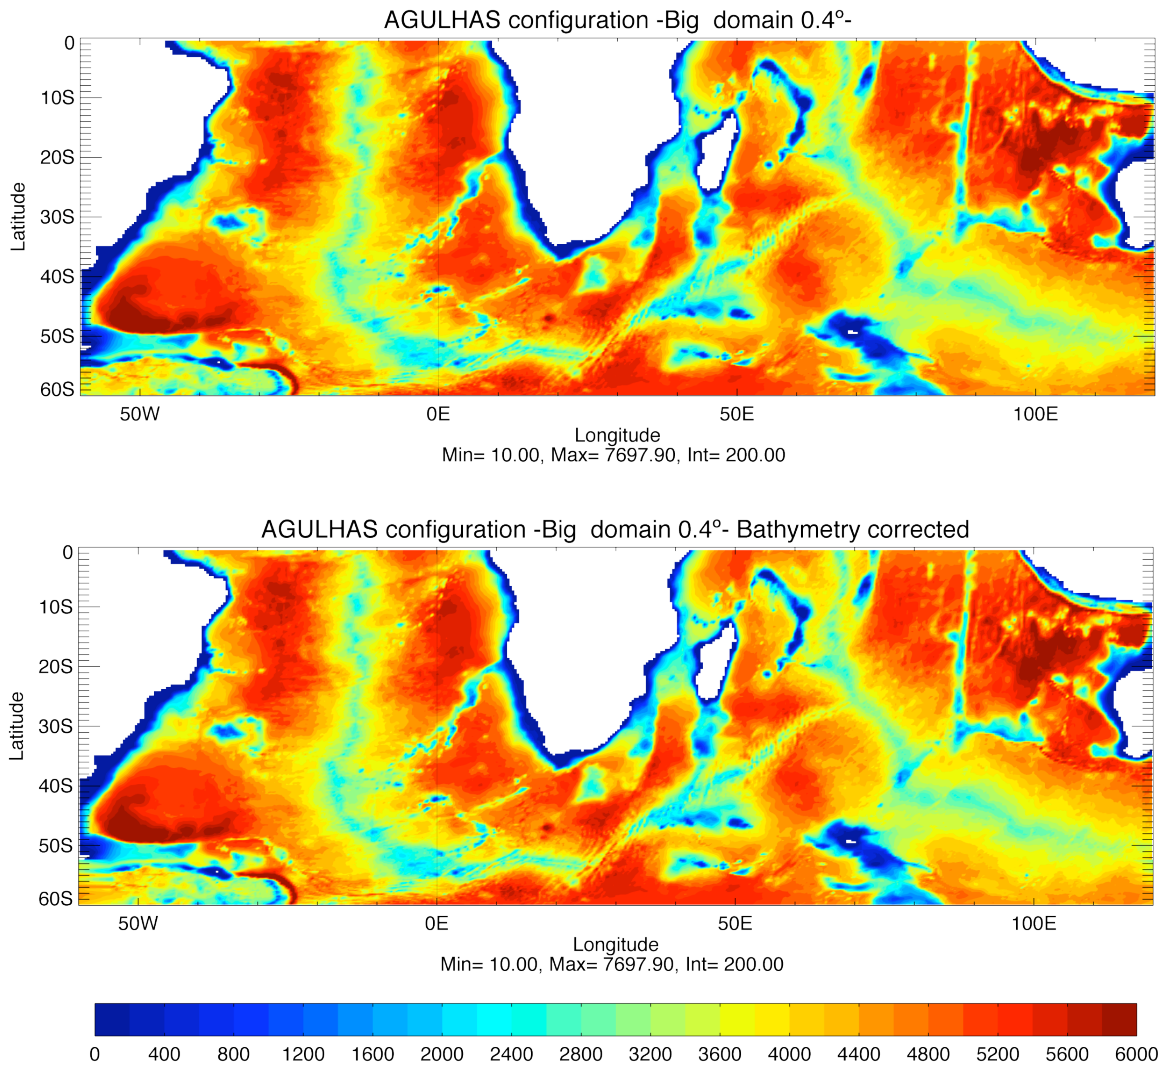 AGULHAS configuration -Big  domain 0.4º-
0
10S
20S
30S
40S
50S
60S
Latitude
50W 0E 50E 100E
Longitude
Min= 10.00, Max= 7697.90, Int= 200.00
AGULHAS configuration -Big  domain 0.4º- Bathymetry corrected
0
10S
20S
30S
40S
50S
60S
Latitude
50W 0E 50E 100E
Longitude
Min= 10.00, Max= 7697.90, Int= 200.00
0 400 800 1200 1600 2000 2400 2800 3200 3600 4000 4400 4800 5200 5600 6000